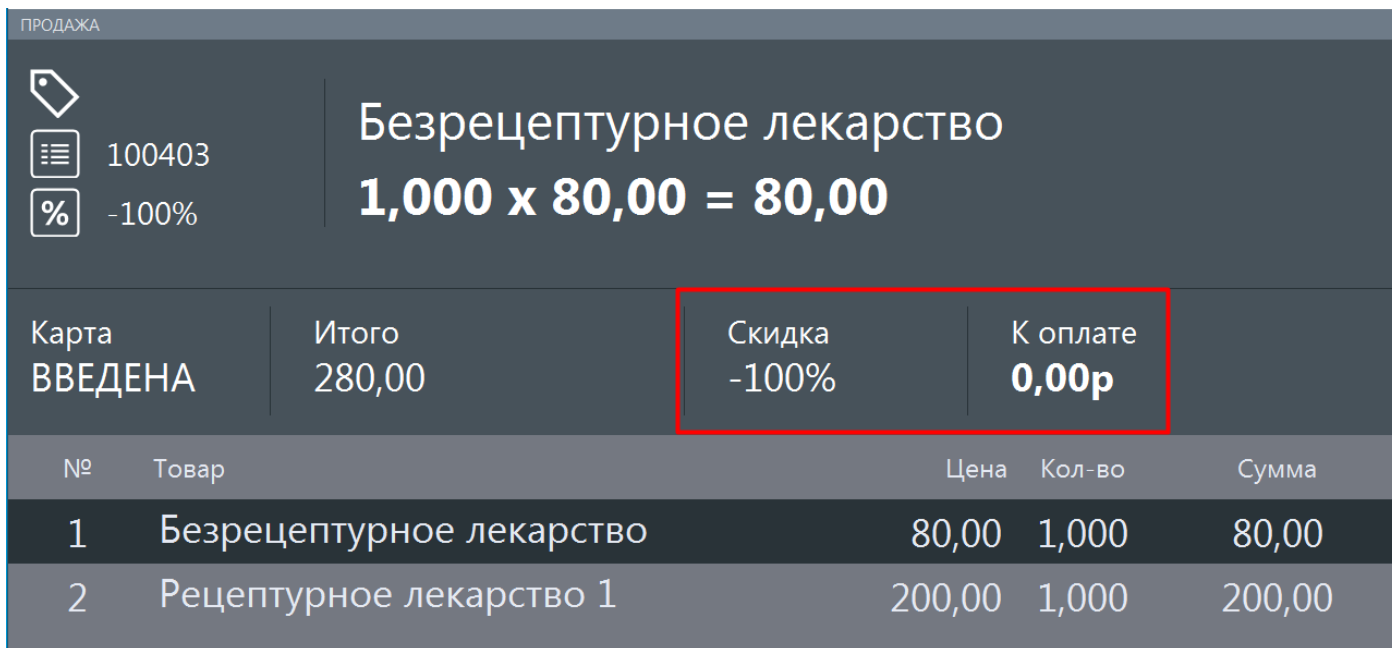 ПРОДАЖА
100403
% -100%
Безрецептурное лекарство
1,000 x 80,00 = 80,00
Карта Итого Скидка К оплате
ВВЕДЕНА 280,00 -100% 0,00р
№ Товар Цена Кол-во Сумма
1 Безрецептурное лекарство 80,00 1,000 80,00
2 Рецептурное лекарство 1 200,00 1,000 200,00